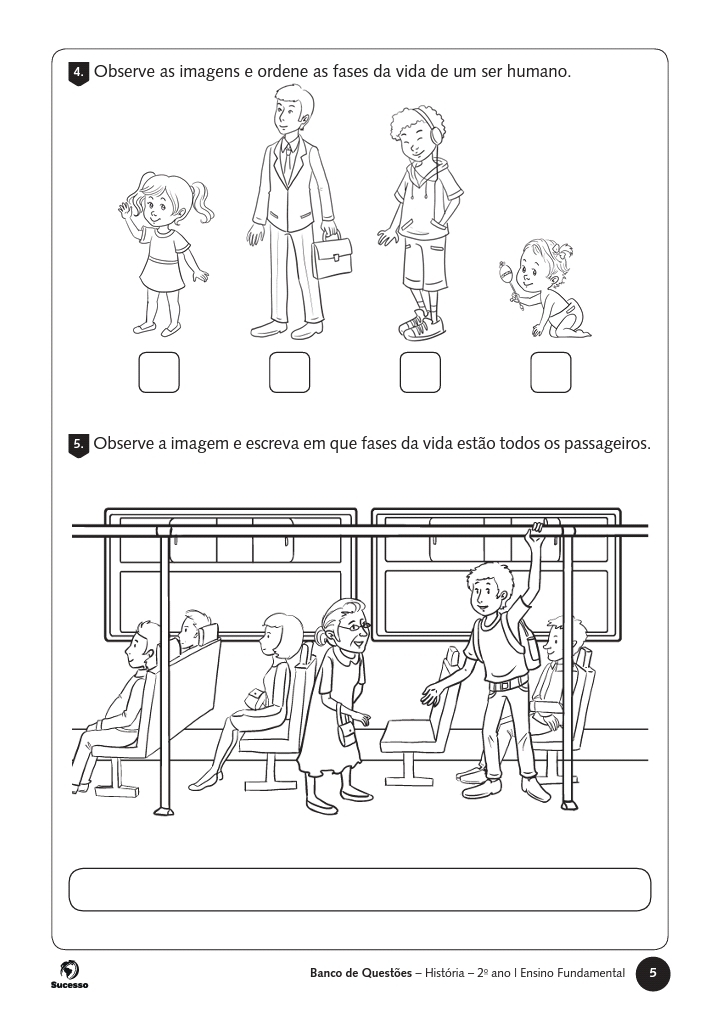 4. Observe as imagens e ordene as fases da vida de um ser humano.
5. Observe a imagem e escreva em que fases da vida estão todos os passageiros.
Sucesso
Banco de Questões – História – 2º ano | Ensino Fundamental 5